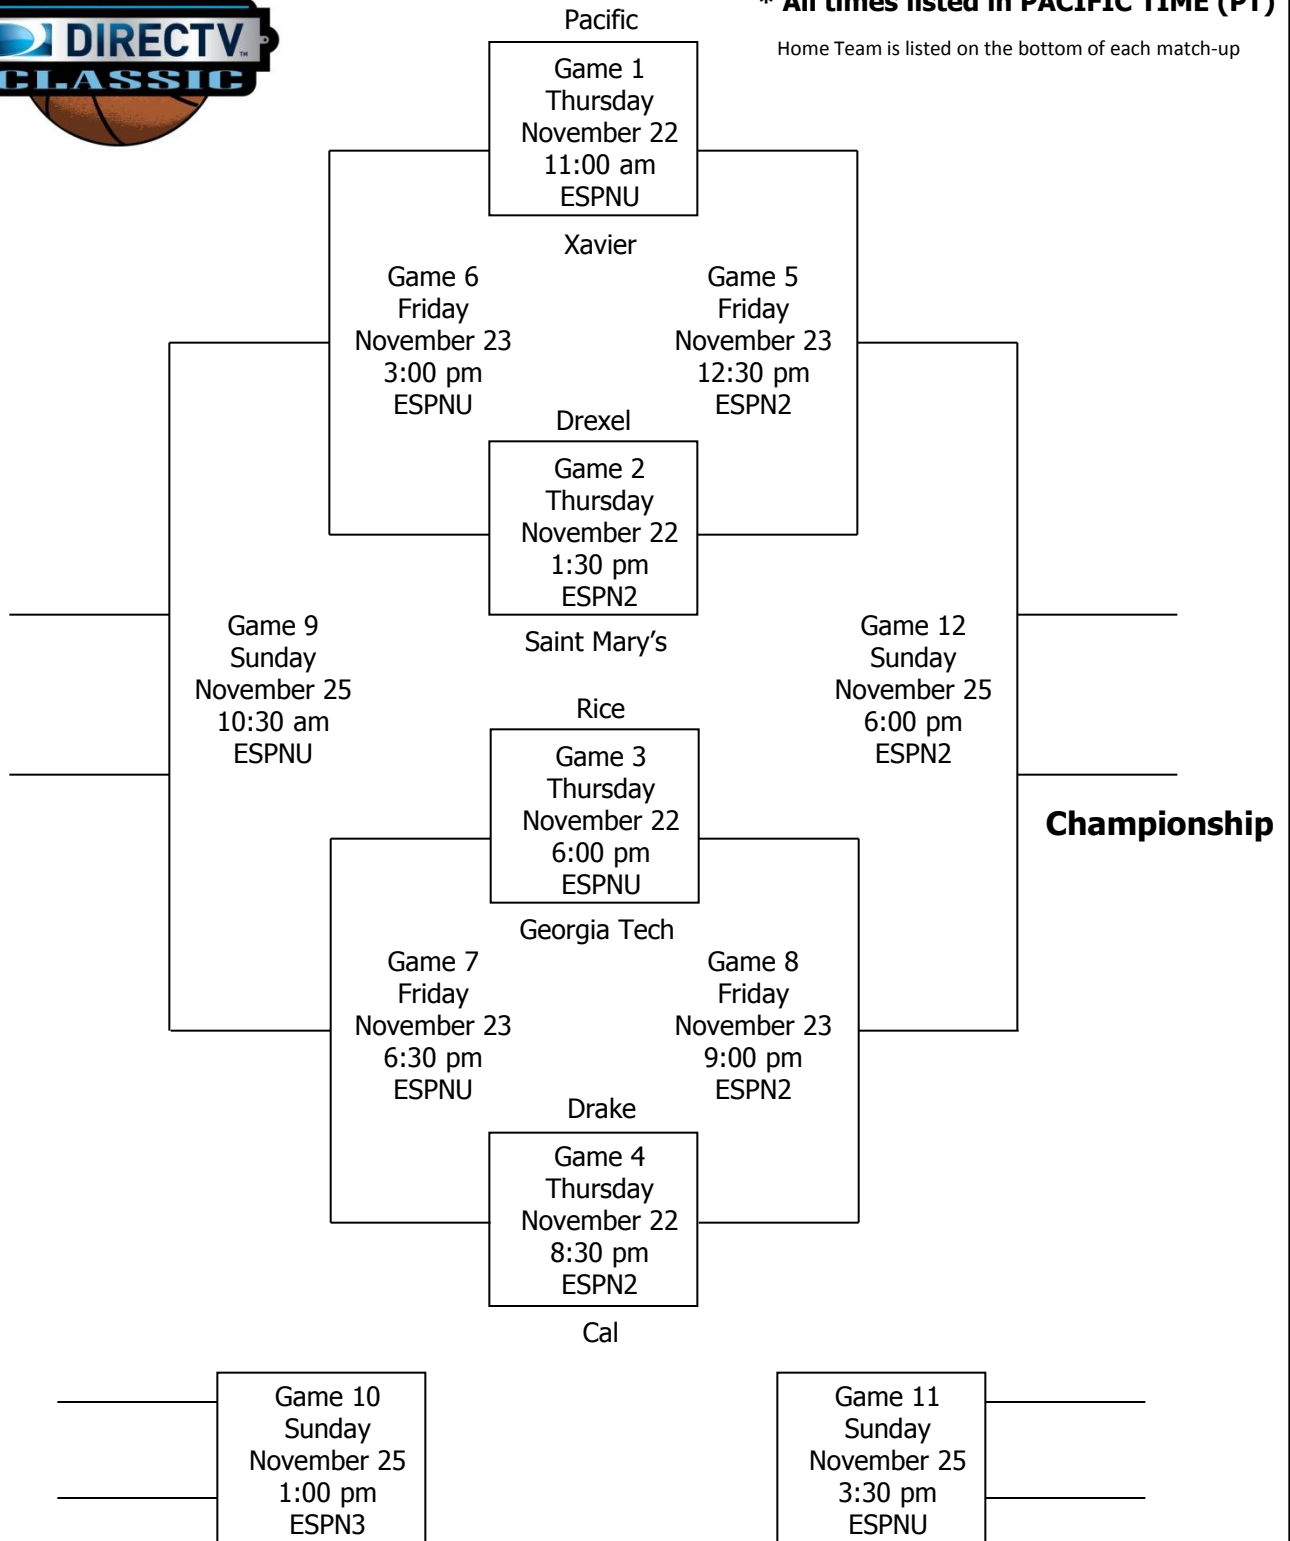 DIRECTV™
CLASSIC
* All times listed in PACIFIC TIME (PT)
Home Team is listed on the bottom of each match-up
Pacific
Game 1
Thursday
November 22
11:00 am
ESPNU
Xavier
Game 6
Friday
November 23
3:00 pm
ESPNU
Game 5
Friday
November 23
12:30 pm
ESPN2
Drexel
Game 2
Thursday
November 22
1:30 pm
ESPN2
Saint Mary’s
Game 9
Sunday
November 25
10:30 am
ESPNU
Game 12
Sunday
November 25
6:00 pm
ESPN2
Championship
Rice
Game 3
Thursday
November 22
6:00 pm
ESPNU
Georgia Tech
Game 7
Friday
November 23
6:30 pm
ESPNU
Game 8
Friday
November 23
9:00 pm
ESPN2
Drake
Game 4
Thursday
November 22
8:30 pm
ESPN2
Cal
Game 10
Sunday
November 25
1:00 pm
ESPN3
Game 11
Sunday
November 25
3:30 pm
ESPNU